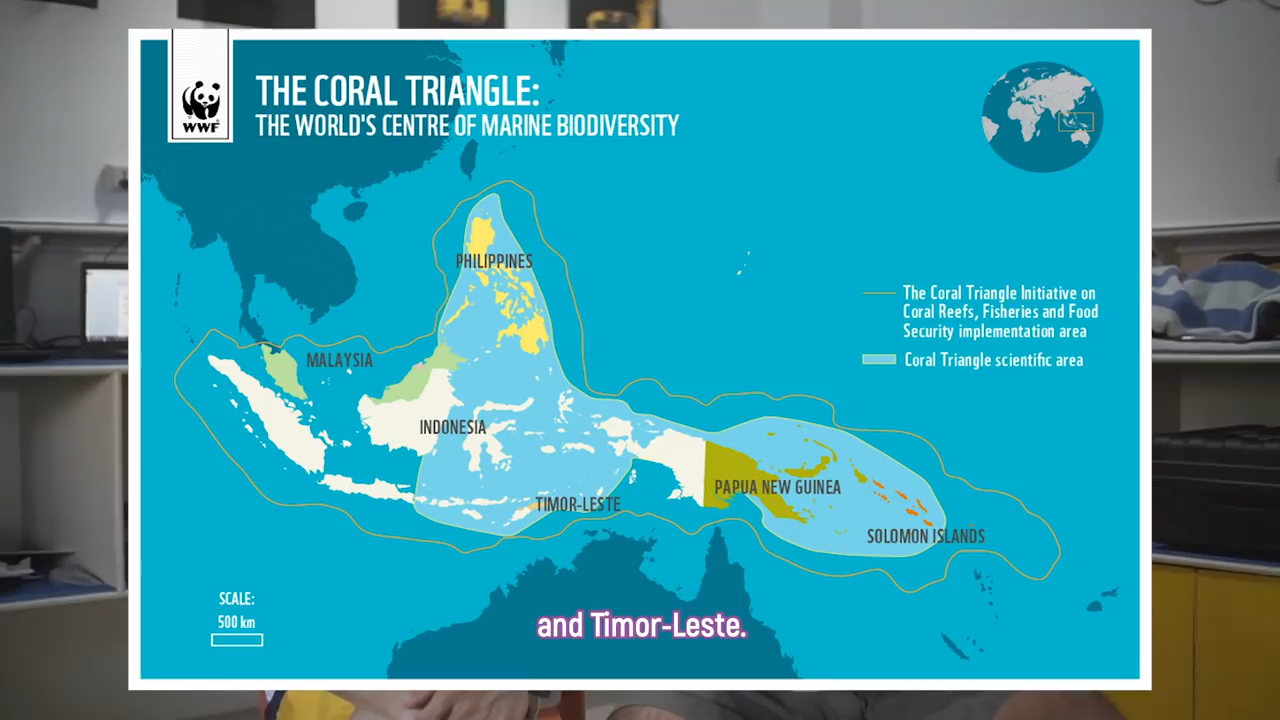 WWF
THE CORAL TRIANGLE:
THE WORLD'S CENTRE OF MARINE BIODIVERSITY
PHILIPPINES
The Coral Triangle Initiative on
Coral Reefs, Fisheries and Food
Security implementation area
Coral Triangle scientific area
MALAYSIA
INDONESIA
PAPUA NEW GUINEA
TIMOR-LESTE
SOLOMON ISLANDS
SCALE:
500 km
and Timor-Leste.